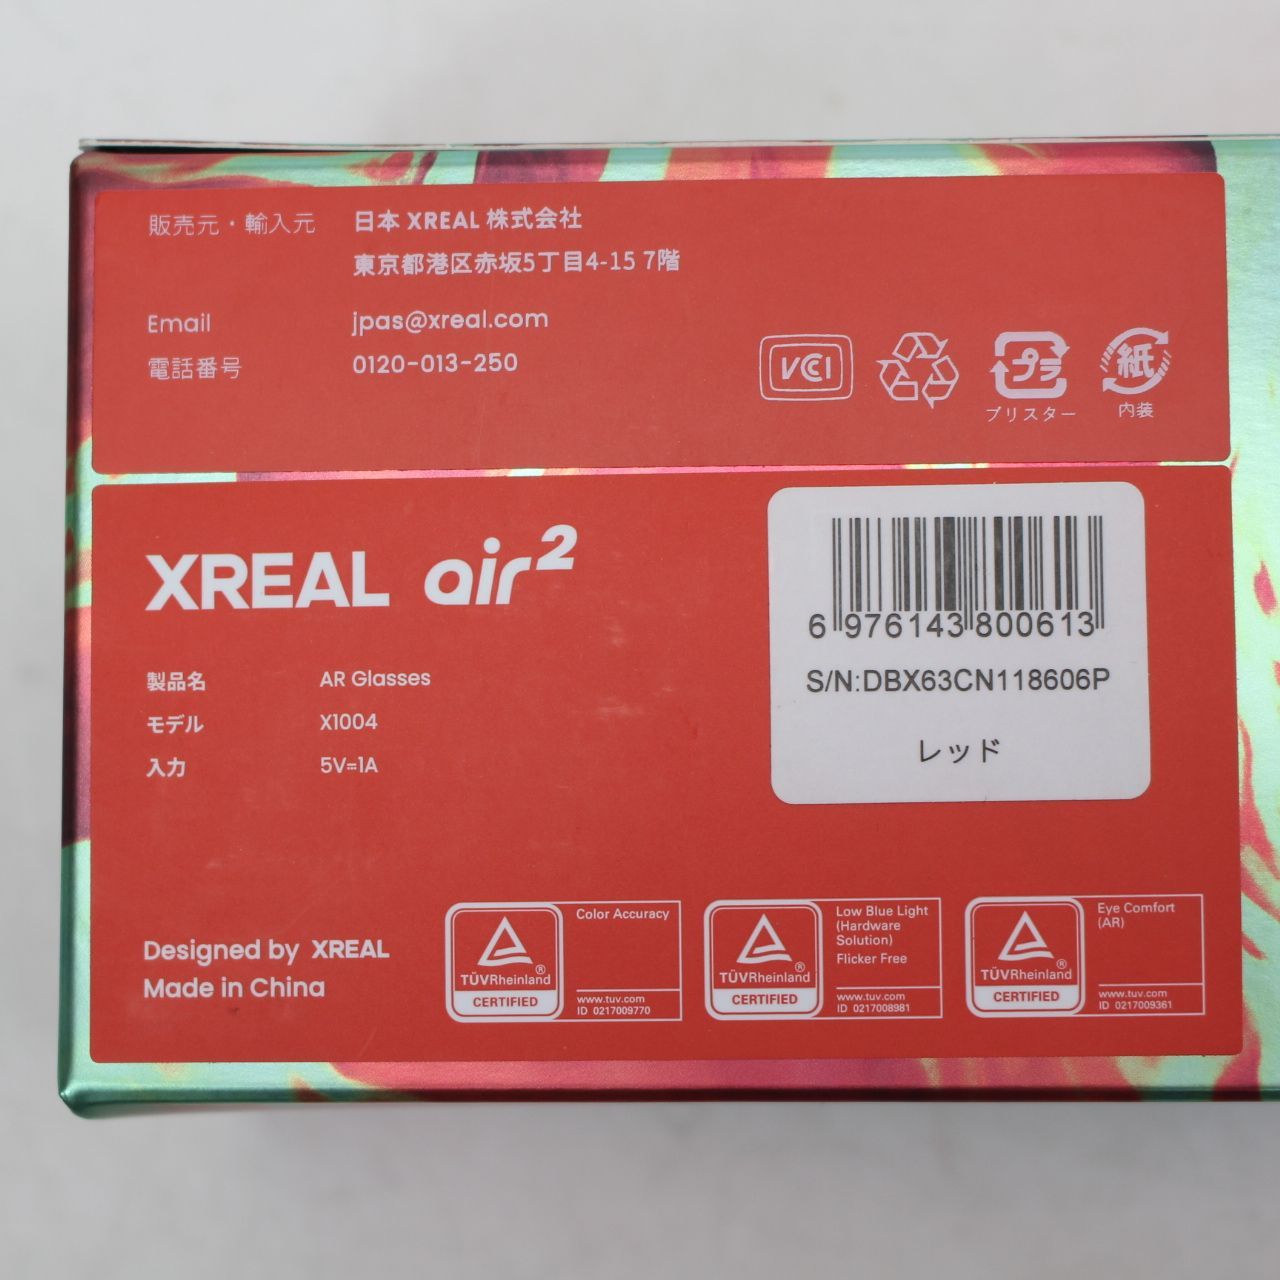 販売元・輸入元 日本 XREAL 株式会社
東京都港区赤坂5丁目4-15 7階
Email jpas@xreal.com
電話番号 0120-013-250
VCI
プラ
ブリスター
紙
内装
XREAL air2
製品名 AR Glasses
モデル X1004
入力 5V⎓1A
6 976143 800613
S/N:DBX63CN118606P
レッド
Designed by XREAL
Made in China
TÜVRheinland®
CERTIFIED
Color Accuracy
www.tuv.com
ID 0217009770
TÜVRheinland®
CERTIFIED
Low Blue Light
(Hardware
Solution)
Flicker Free
www.tuv.com
ID 0217008981
TÜVRheinland®
CERTIFIED
Eye Comfort
(AR)
www.tuv.com
ID 0217009361